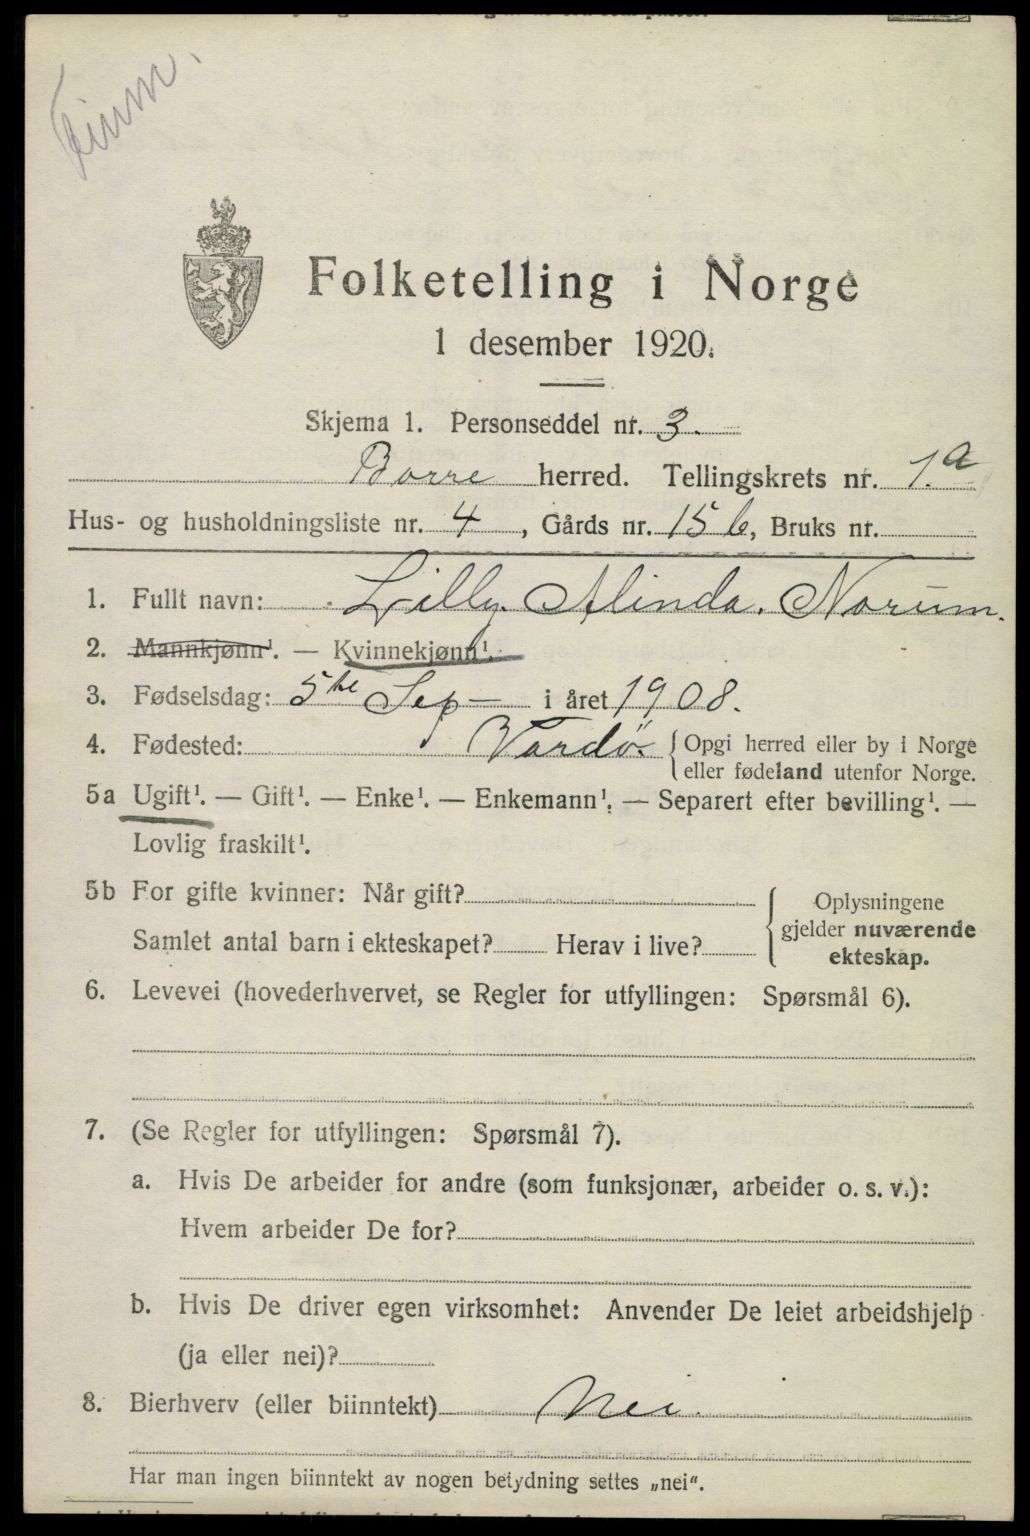 Finm.
Folketelling i Norge
1 desember 1920.
Skjema 1. Personseddel nr. 3.
Borre herred. Tellingskrets nr. 1.a
Hus- og husholdningsliste nr. 4, Gårds nr. 15 b, Bruks nr.
1. Fullt navn: Lilly. Alinda. Norum.
2. Mannkjønn¹. — Kvinnekjønn¹.
3. Fødselsdag: 5te Sep — i året 1908.
4. Fødested: Vardö. { Opgi herred eller by i Norge
eller fødeland utenfor Norge.
5a Ugift¹. — Gift¹. — Enke¹. — Enkemann¹. — Separert efter bevilling¹. —
Lovlig fraskilt¹.
5b For gifte kvinner: Når gift? { Oplysningene
gjelder nuværende
Samlet antal barn i ekteskapet? Herav i live?
ekteskap.
6. Levevei (hovederhvervet, se Regler for utfyllingen: Spørsmål 6).
7. (Se Regler for utfyllingen: Spørsmål 7).
a. Hvis De arbeider for andre (som funksjonær, arbeider o. s. v.):
Hvem arbeider De for?
b. Hvis De driver egen virksomhet: Anvender De leiet arbeidshjelp
(ja eller nei)?
8. Bierhverv (eller biinntekt) Nei.
Har man ingen biinntekt av nogen betydning settes „nei“.